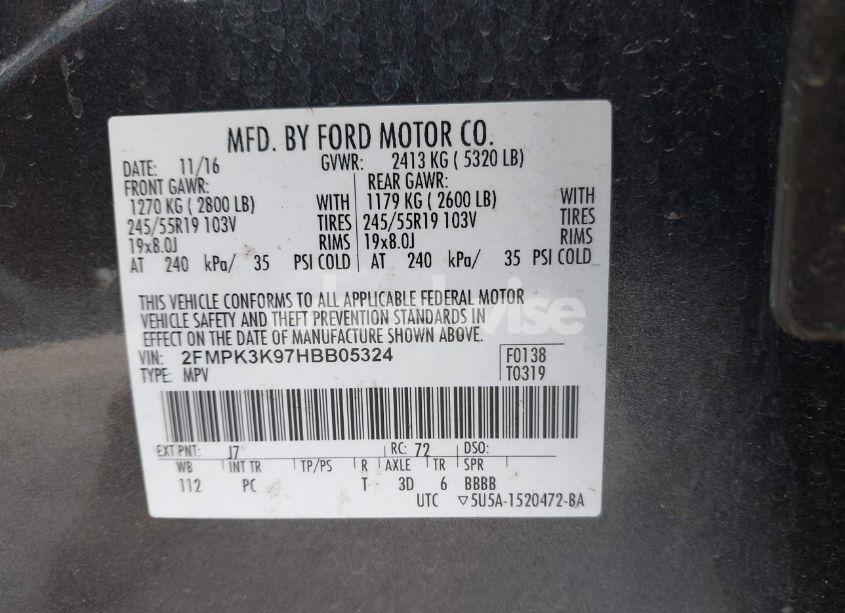 MFD. BY FORD MOTOR CO.
DATE: 11/16 GVWR: 2413 KG ( 5320 LB)
FRONT GAWR: REAR GAWR:
1270 KG ( 2800 LB) WITH 1179 KG ( 2600 LB) WITH
245/55R19 103V TIRES 245/55R19 103V TIRES
19x8.0J RIMS 19x8.0J RIMS
AT 240 kPa/ 35 PSI COLD AT 240 kPa/ 35 PSI COLD
THIS VEHICLE CONFORMS TO ALL APPLICABLE FEDERAL MOTOR
VEHICLE SAFETY AND THEFT PREVENTION STANDARDS IN
EFFECT ON THE DATE OF MANUFACTURE SHOWN ABOVE.
VIN: 2FMPK3K97HBB05324 F0138
TYPE: MPV T0319
EXT PNT: J7 RC: 72 DSO:
WB INT TR TP/PS R AXLE TR SPR
112 PC T 3D 6 BBBB
UTC ▽5U5A-1520472-BA